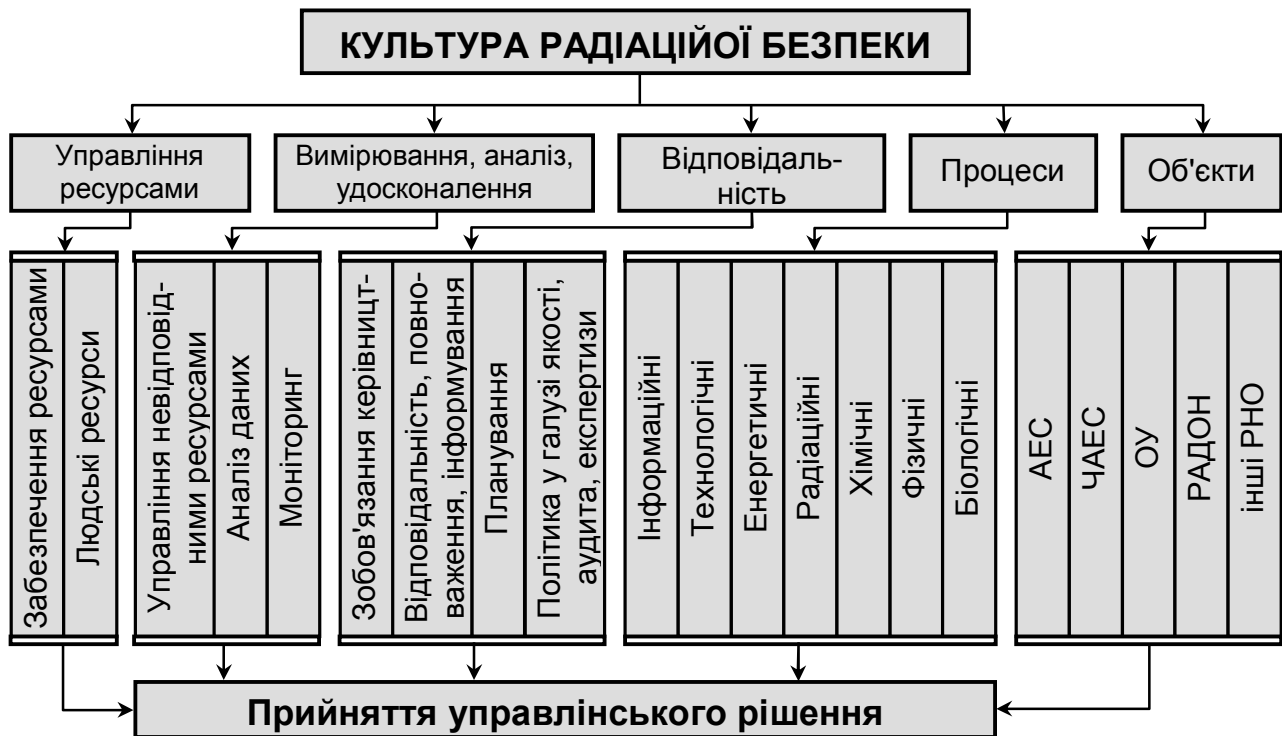 КУЛЬТУРА РАДІАЦІЙОЇ БЕЗПЕКИ
Управління
ресурсами
Вимірювання, аналіз,
удосконалення
Відповідаль-
ність
Процеси
Об'єкти
Забезпечення ресурсами
Людські ресурси
Управління невідповід-
ними ресурсами
Аналіз даних
Моніторинг
Зобов'язання керівницт-
Відповідальність, повно-
важення, інформування
Планування
Політика у галузі якості,
аудита, експертизи
Інформаційні
Технологічні
Енергетичні
Радіаційні
Хімічні
Фізичні
Біологічні
АЕС
ЧАЕС
ОУ
РАДОН
інші РНО
Прийняття управлінського рішення